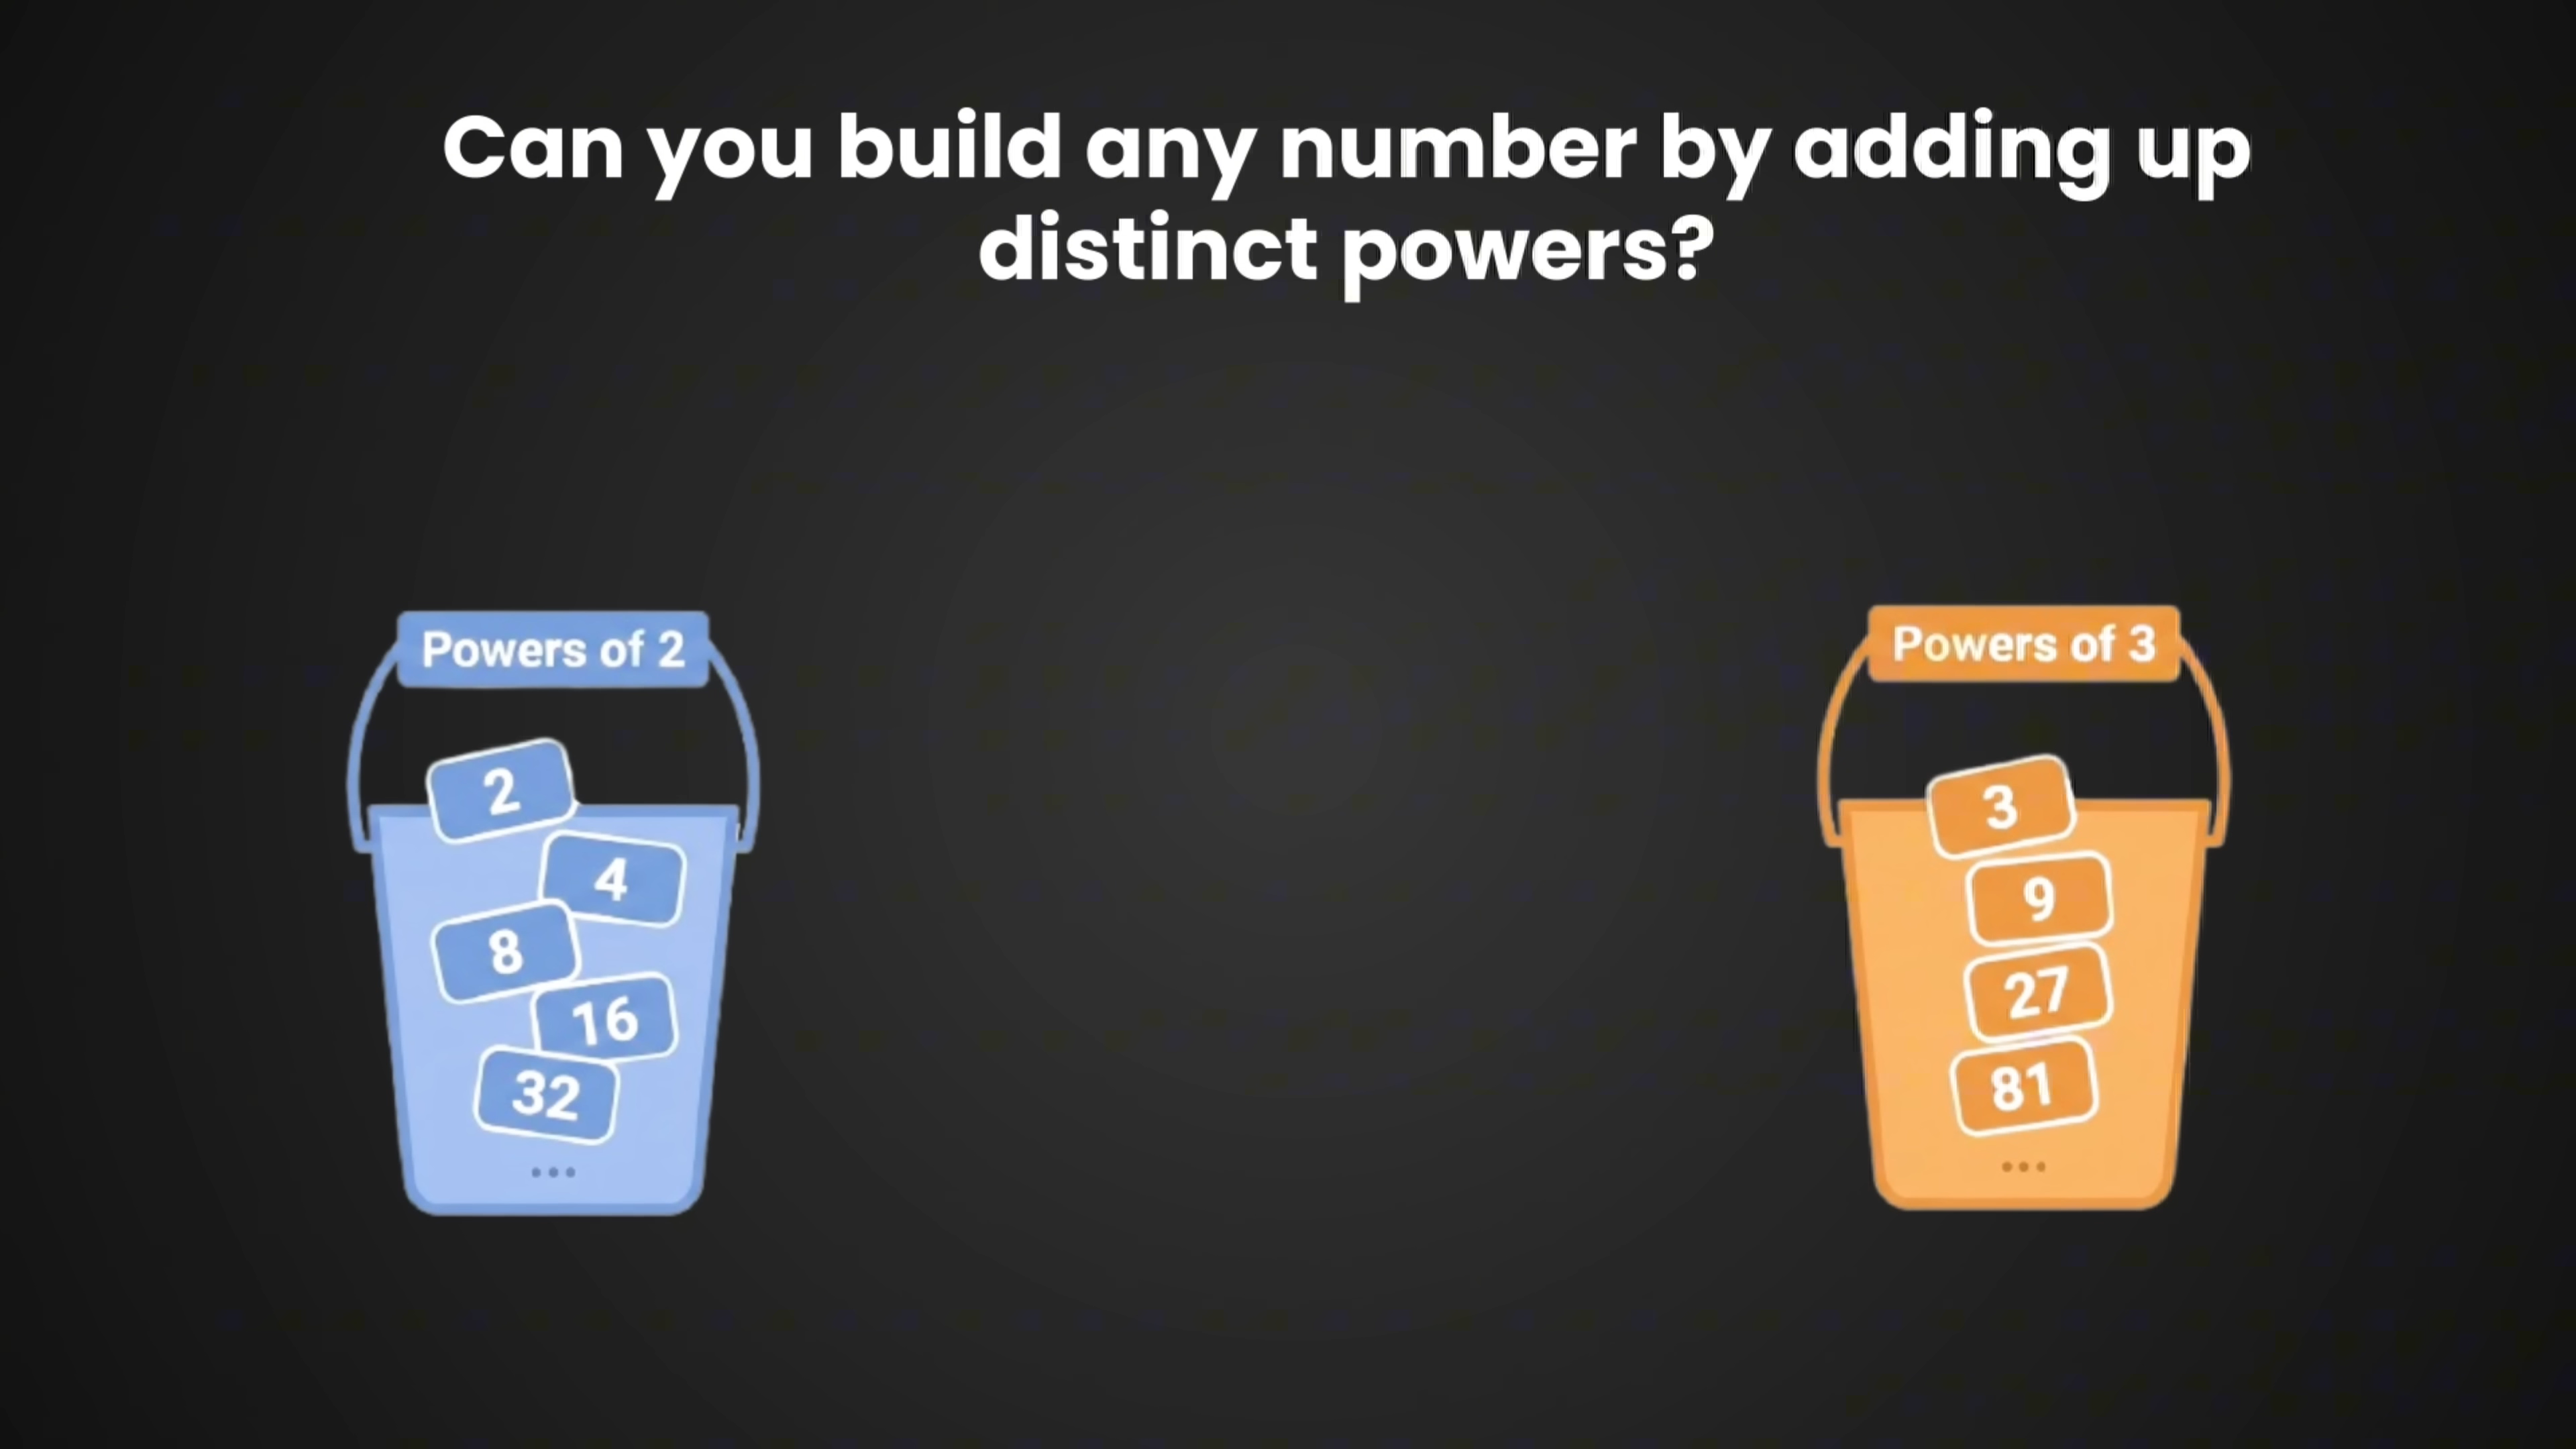 Can you build any number by adding up
distinct powers?
Powers of 2
2
4
8
16
32
...
Powers of 3
3
9
27
81
...